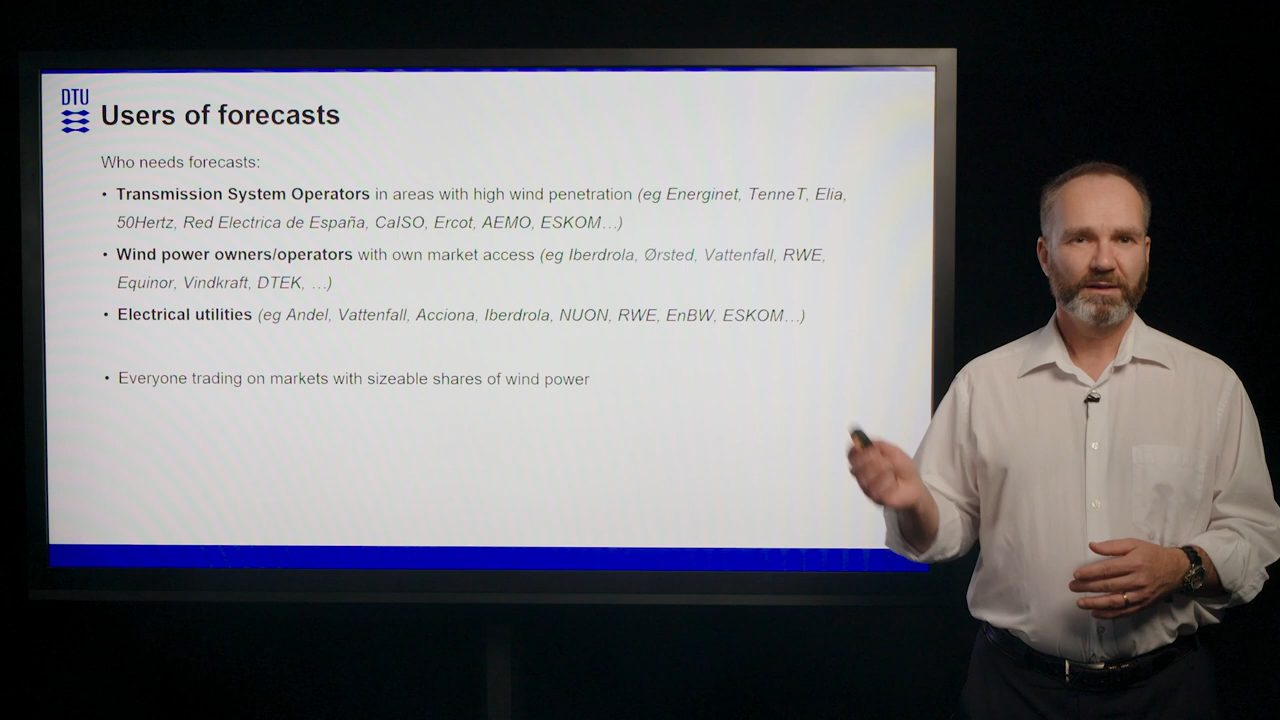 DTU
Users of forecasts
Who needs forecasts:
• Transmission System Operators in areas with high wind penetration (eg Energinet, TenneT, Elia,
50Hertz, Red Electrica de España, CaISO, Ercot, AEMO, ESKOM…)
• Wind power owners/operators with own market access (eg Iberdrola, Ørsted, Vattenfall, RWE,
Equinor, Vindkraft, DTEK, …)
• Electrical utilities (eg Andel, Vattenfall, Acciona, Iberdrola, NUON, RWE, EnBW, ESKOM…)
• Everyone trading on markets with sizeable shares of wind power